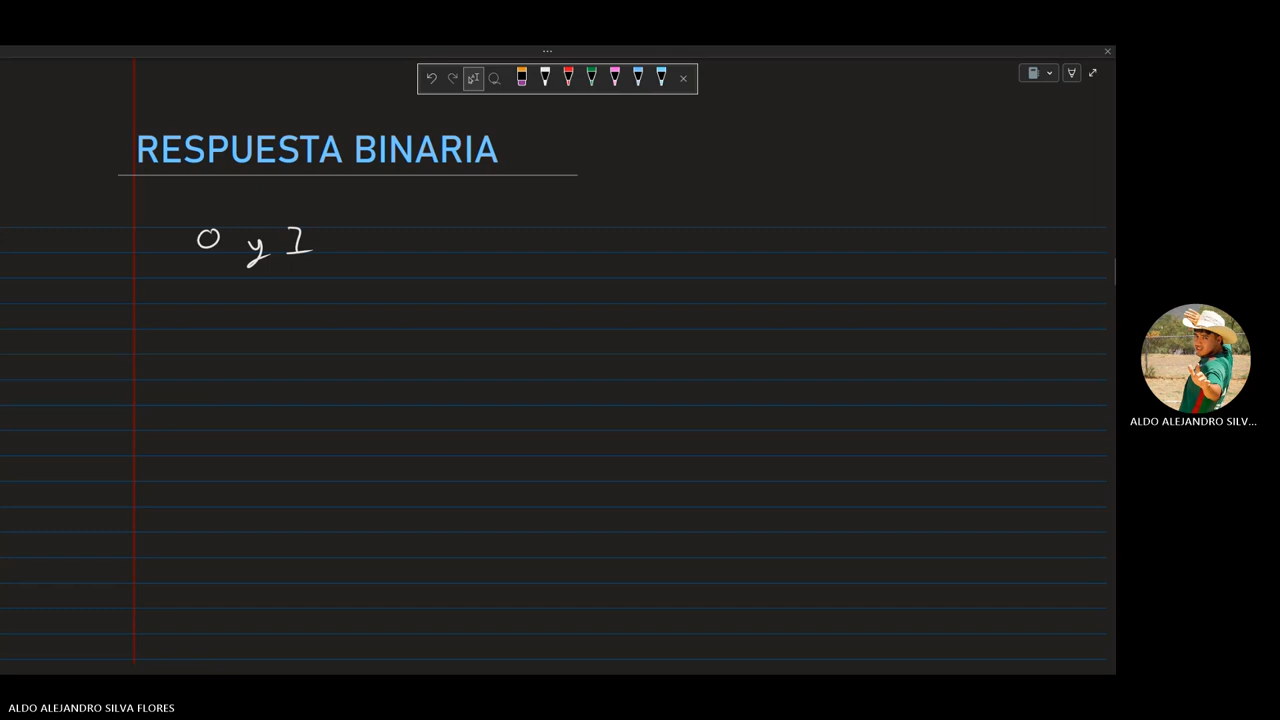 RESPUESTA BINARIA
0 y 1
ALDO ALEJANDRO SILV...
ALDO ALEJANDRO SILVA FLORES